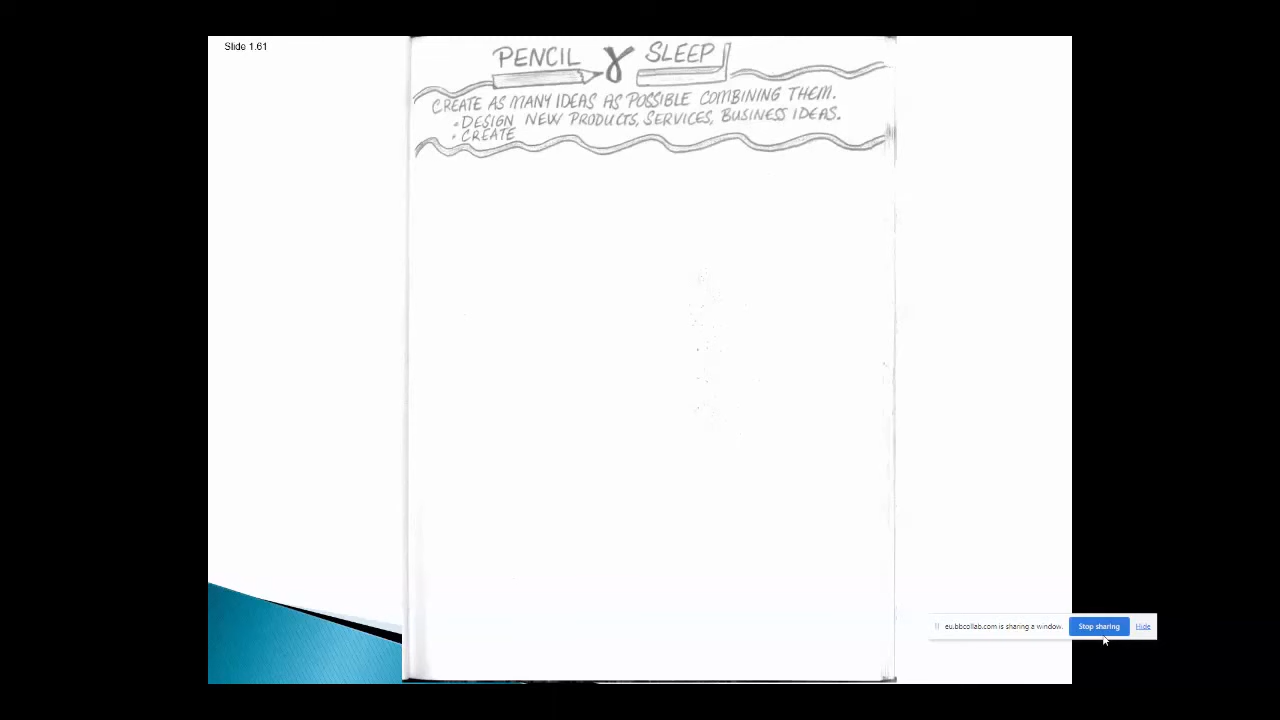 Slide 1.61
PENCIL & SLEEP
CREATE AS MANY IDEAS AS POSSIBLE COMBINING THEM.
• DESIGN NEW PRODUCTS, SERVICES, BUSINESS IDEAS.
• CREATE
eu.bbcollab.com is sharing a window. Stop sharing Hide